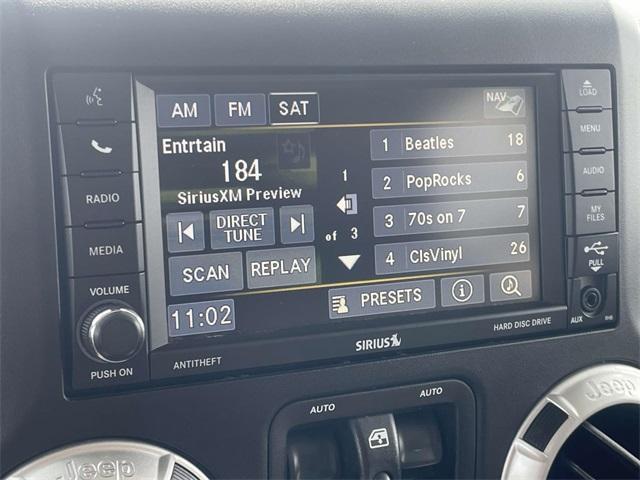 LOAD
AM FM SAT NAV
MENU
Entrtain
184
1 Beatles 18
SiriusXM Preview
1
2 PopRocks 6
AUDIO
RADIO
DIRECT TUNE
of 3
3 70s on 7 7
MY FILES
MEDIA
SCAN REPLAY
4 ClsVinyl 26
PULL
VOLUME
11:02
PRESETS
i
PUSH ON
ANTITHEFT
SIRIUS
HARD DISC DRIVE
AUX RHB
AUTO AUTO
Jeep
Jeep